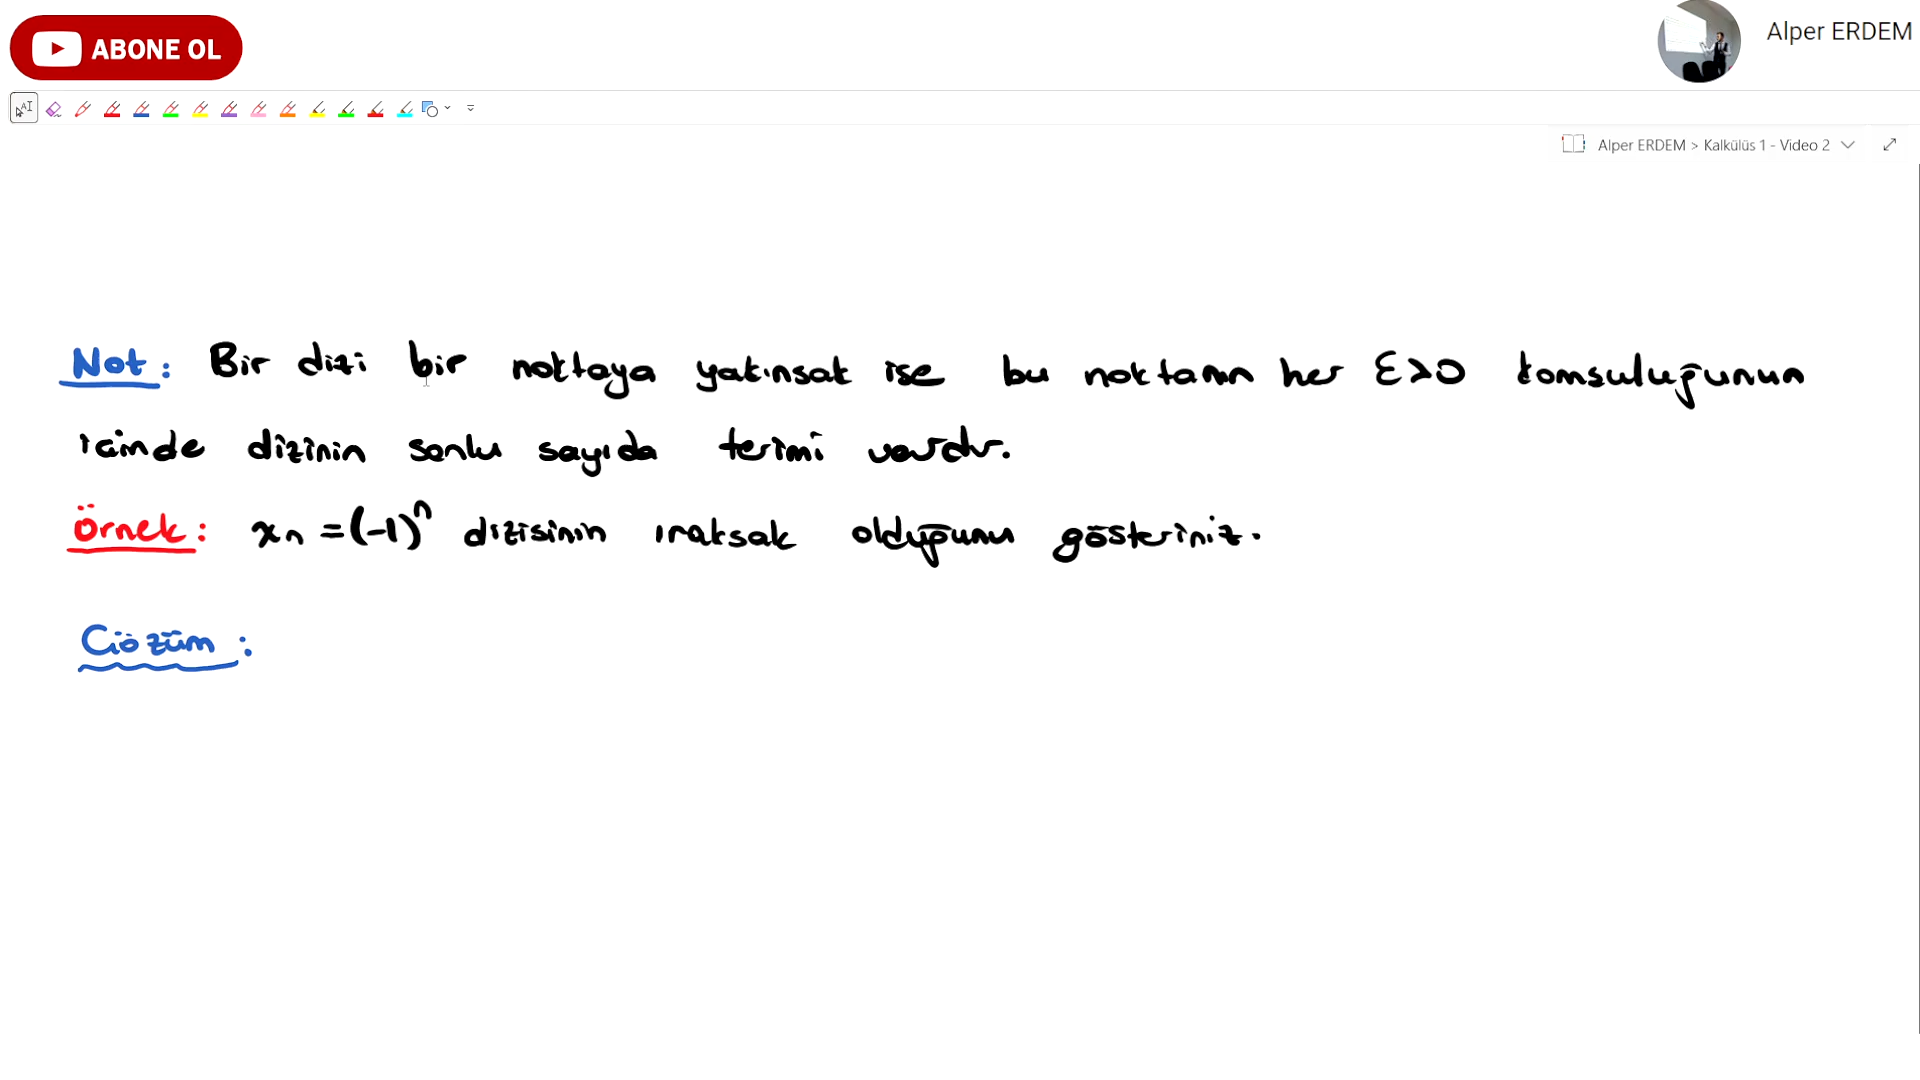 ABONE OL
Alper ERDEM
Alper ERDEM > Kalkülüs 1 - Video 2
Not: Bir dizi bir noktaya yakınsak ise bu noktanın her ε>0 komşuluğunun
içinde dizinin sonlu sayıda terimi vardır.
Örnek: xₙ = (-1)ⁿ dizisinin ıraksak olduğunu gösteriniz.
Çözüm: